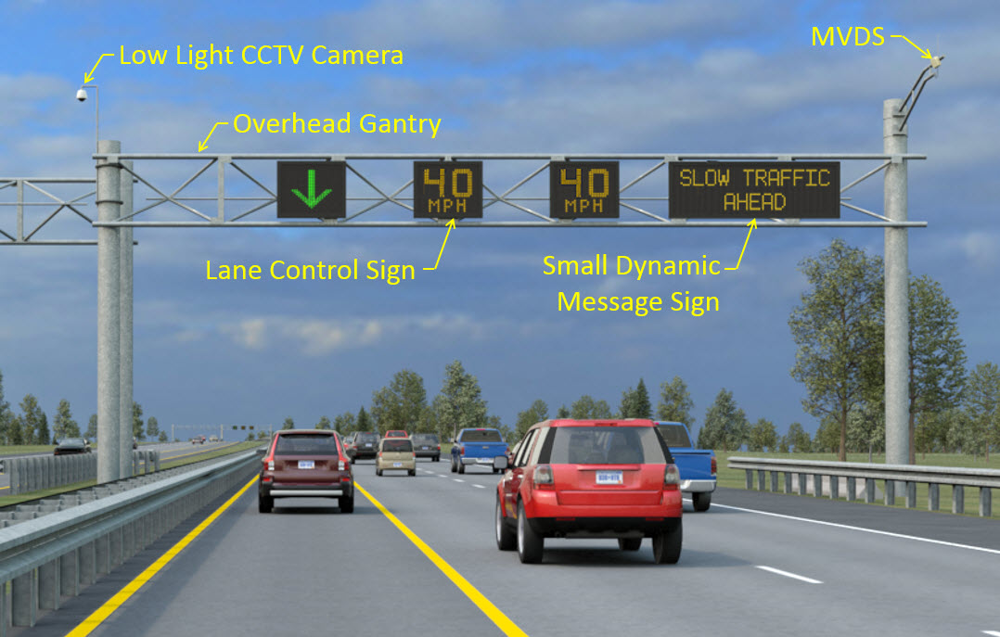 MVDS
Low Light CCTV Camera
Overhead Gantry
40
MPH
40
MPH
SLOW TRAFFIC
AHEAD
Lane Control Sign
Small Dynamic
Message Sign